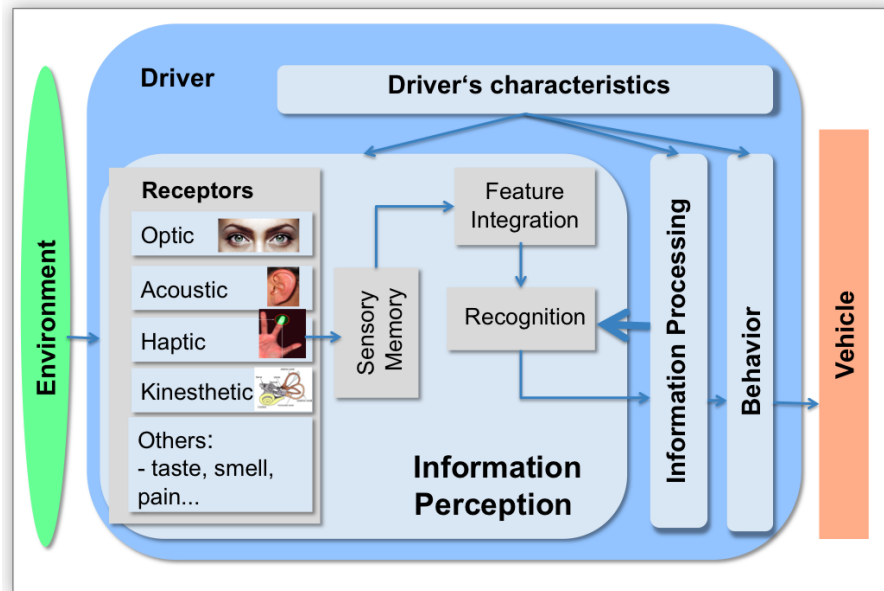 Driver
Driver‘s characteristics
Environment
Receptors
Optic
Acoustic
Haptic
Kinesthetic
Others:
- taste, smell,
pain...
Sensory
Memory
Feature
Integration
Recognition
Information
Perception
Information Processing
Behavior
Vehicle